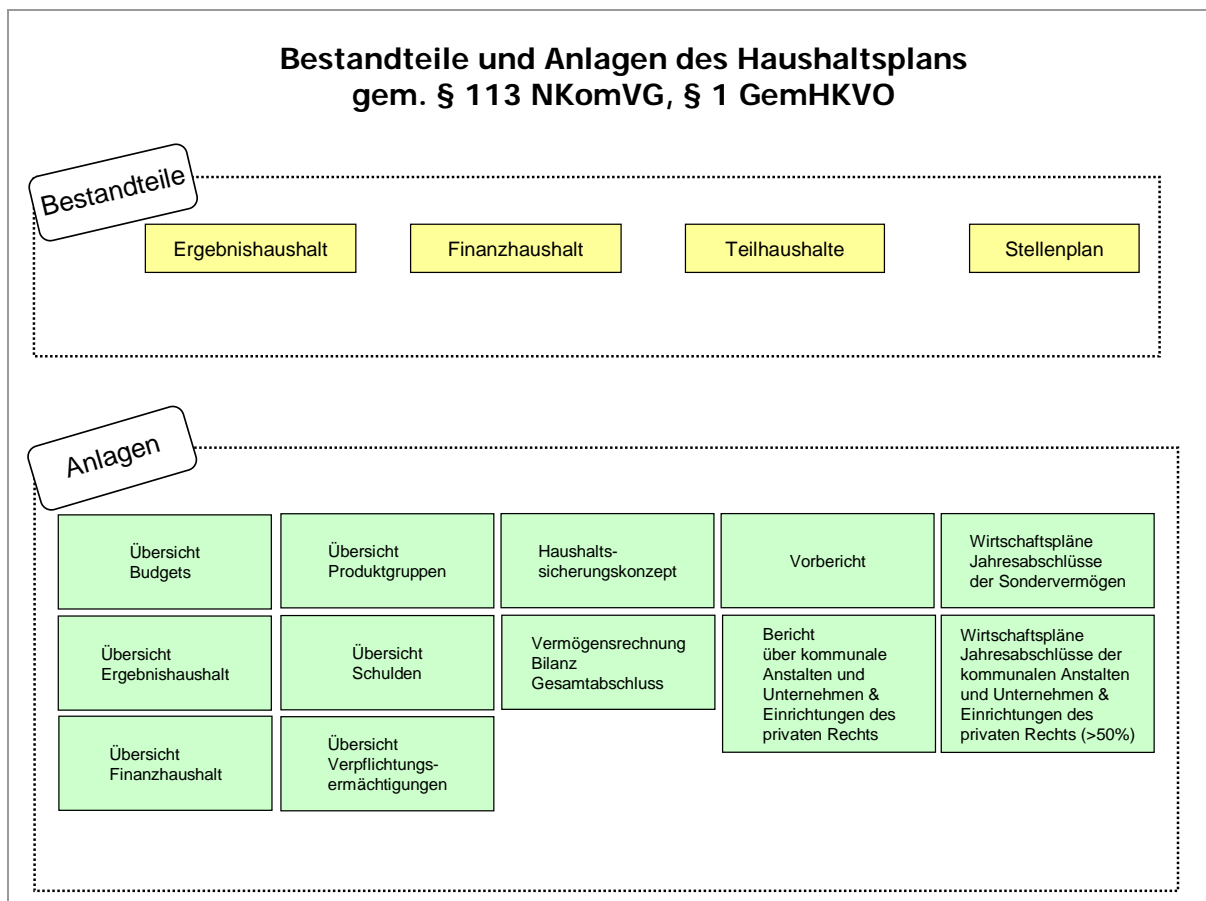 Bestandteile und Anlagen des Haushaltsplans
gem. § 113 NKomVG, § 1 GemHKVO
Bestandteile
Ergebnishaushalt
Finanzhaushalt
Teilhaushalte
Stellenplan
Anlagen
Übersicht
Budgets
Übersicht
Produktgruppen
Haushalts-
sicherungskonzept
Vorbericht
Wirtschaftspläne
Jahresabschlüsse
der Sondervermögen
Übersicht
Ergebnishaushalt
Übersicht
Schulden
Vermögensrechnung
Bilanz
Gesamtabschluss
Bericht
über kommunale
Anstalten und
Unternehmen &
Einrichtungen des
privaten Rechts
Wirtschaftspläne
Jahresabschlüsse der
kommunalen Anstalten
und Unternehmen &
Einrichtungen des
privaten Rechts (>50%)
Übersicht
Finanzhaushalt
Übersicht
Verpflichtungs-
ermächtigungen